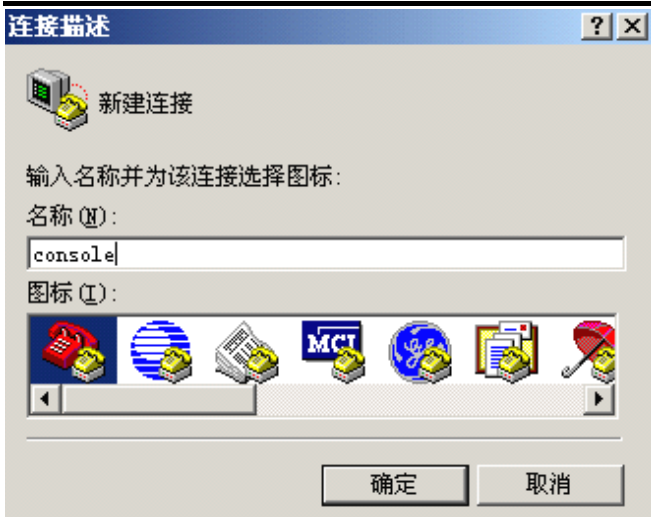 连接描述
新建连接
输入名称并为该连接选择图标:
名称(N):
console
图标(I):
MCI
确定 取消